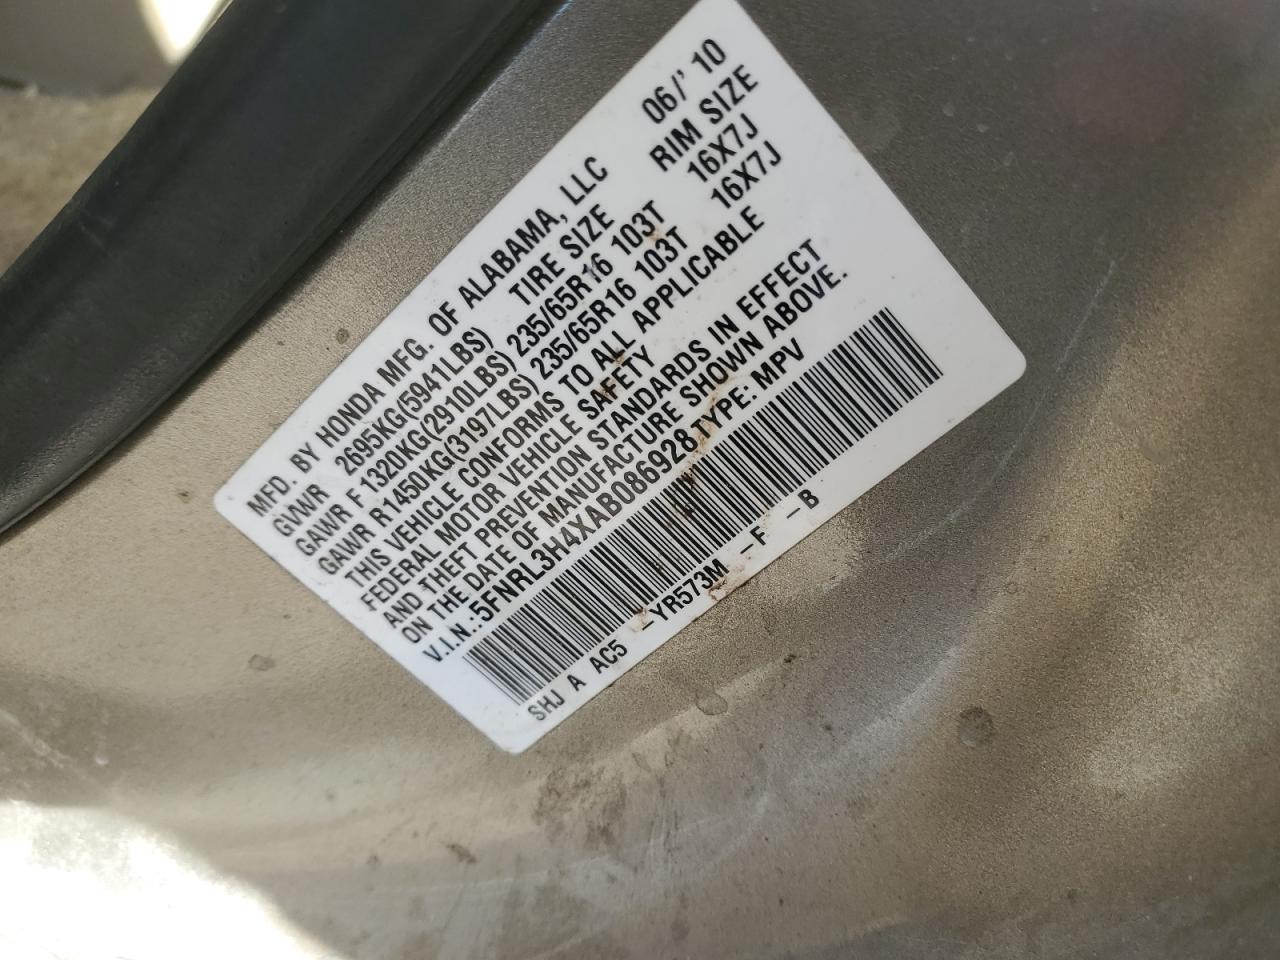 MFD. BY HONDA MFG. OF ALABAMA, LLC 06/' 10
GVWR 2695KG(5941LBS) TIRE SIZE RIM SIZE
GAWR F 1320KG(2910LBS) 235/65R16 103T 16X7J
GAWR R1450KG(3197LBS) 235/65R16 103T 16X7J
THIS VEHICLE CONFORMS TO ALL APPLICABLE
FEDERAL MOTOR VEHICLE SAFETY
AND THEFT PREVENTION STANDARDS IN EFFECT
ON THE DATE OF MANUFACTURE SHOWN ABOVE.
V.I.N.:5FNRL3H4XAB086928 TYPE: MPV
SHJ A AC5 -YR573M -F -B